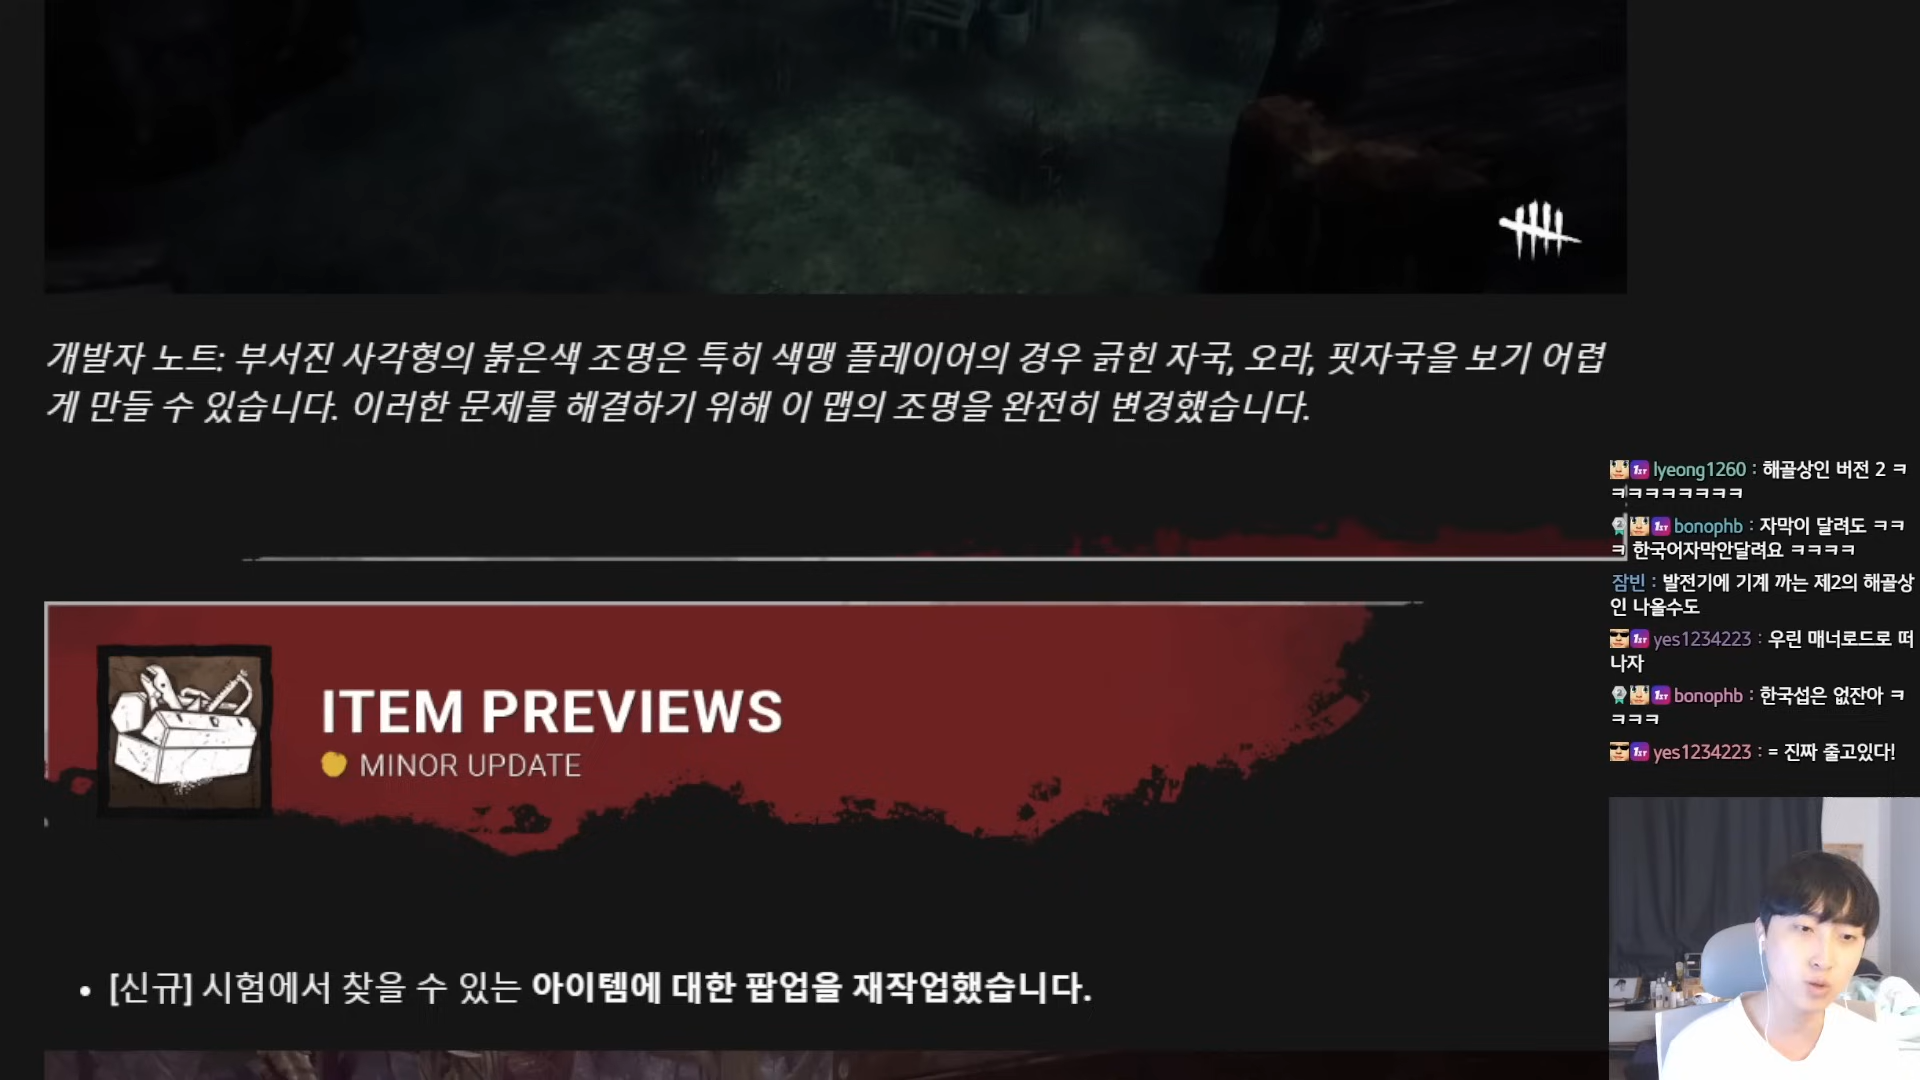 개발자 노트: 부서진 사각형의 붉은색 조명은 특히 색맹 플레이어의 경우 긁힌 자국, 오라, 핏자국을 보기 어렵
게 만들 수 있습니다. 이러한 문제를 해결하기 위해 이 맵의 조명을 완전히 변경했습니다.
ITEM PREVIEWS
MINOR UPDATE
• [신규] 시험에서 찾을 수 있는 아이템에 대한 팝업을 재작업했습니다.
lyeong1260 : 해골상인 버전 2 ㅋ
ㅋㅋㅋㅋㅋㅋㅋㅋ
bonophb : 자막이 달려도 ㅋㅋ
ㅋ 한국어자막안달려요 ㅋㅋㅋㅋ
잠빈 : 발전기에 기계 까는 제2의 해골상
인 나올수도
yes1234223 : 우린 매너로드로 떠
나자
bonophb : 한국섭은 없잔아 ㅋ
ㅋㅋㅋ
yes1234223 : = 진짜 줄고있다!